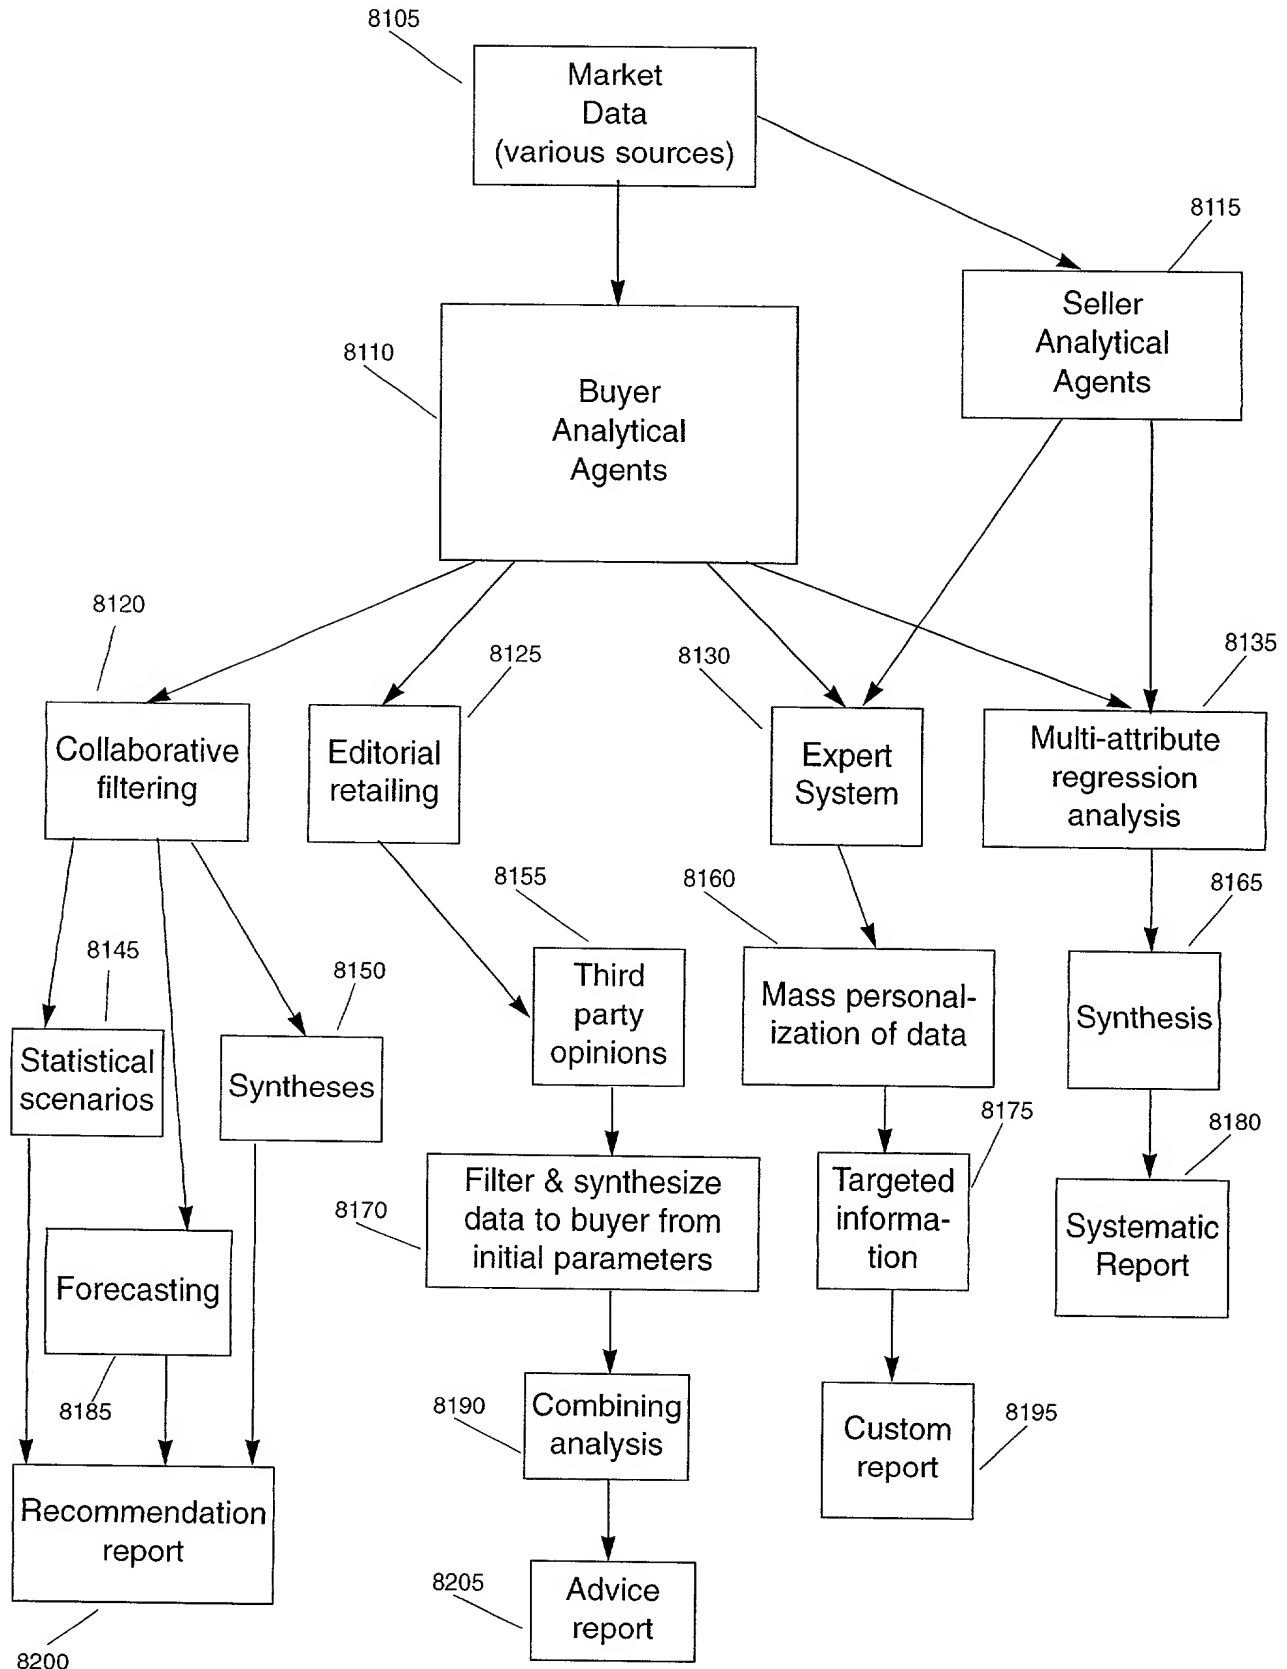 8105
Market
Data
(various sources)
8115
Seller
Analytical
Agents
8110
Buyer
Analytical
Agents
8120
8125
8130
8135
Collaborative
filtering
Editorial
retailing
Expert
System
Multi-attribute
regression
analysis
8155
8160
8165
8145
8150
Third
party
opinions
Mass personal-
ization of data
Synthesis
Statistical
scenarios
Syntheses
8175
8180
8170
Filter & synthesize
data to buyer from
initial parameters
Targeted
informa-
tion
Systematic
Report
Forecasting
8185
8190
Combining
analysis
Custom
report
8195
Recommendation
report
8205
Advice
report
8200